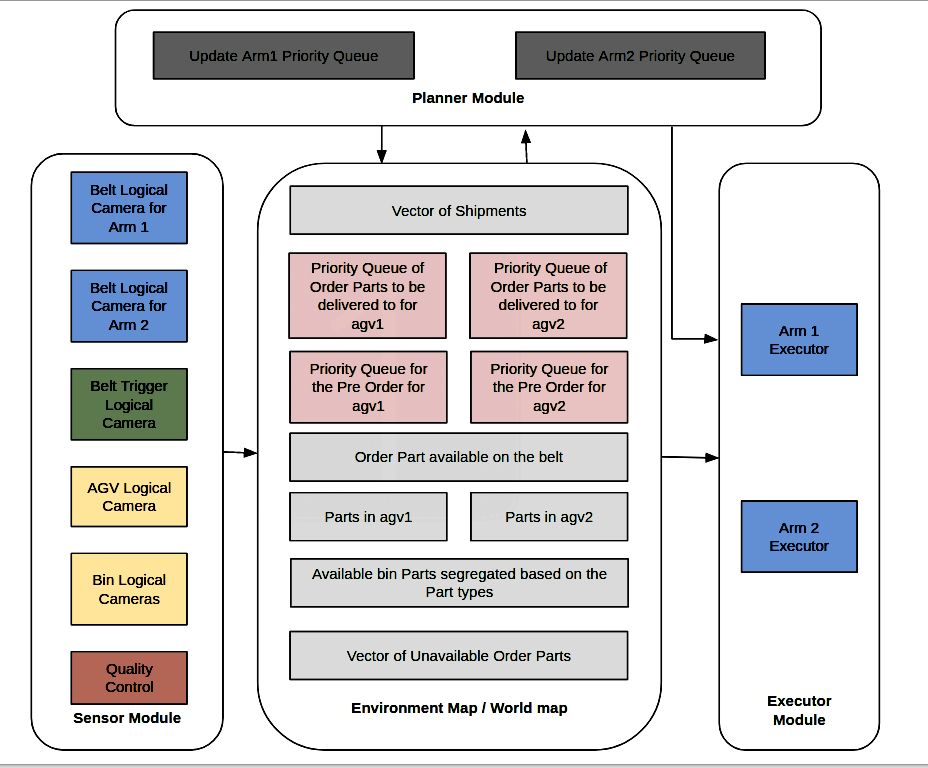 Update Arm1 Priority Queue
Update Arm2 Priority Queue
Planner Module
Belt Logical
Camera for
Arm 1
Belt Logical
Camera for
Arm 2
Belt Trigger
Logical
Camera
AGV Logical
Camera
Bin Logical
Cameras
Quality
Control
Sensor Module
Vector of Shipments
Priority Queue of
Order Parts to be
delivered to for
agv1
Priority Queue of
Order Parts to be
delivered to for
agv2
Priority Queue for
the Pre Order for
agv1
Priority Queue for
the Pre Order for
agv2
Order Part available on the belt
Parts in agv1
Parts in agv2
Available bin Parts segregated based on the
Part types
Vector of Unavailable Order Parts
Environment Map / World map
Arm 1
Executor
Arm 2
Executor
Executor
Module